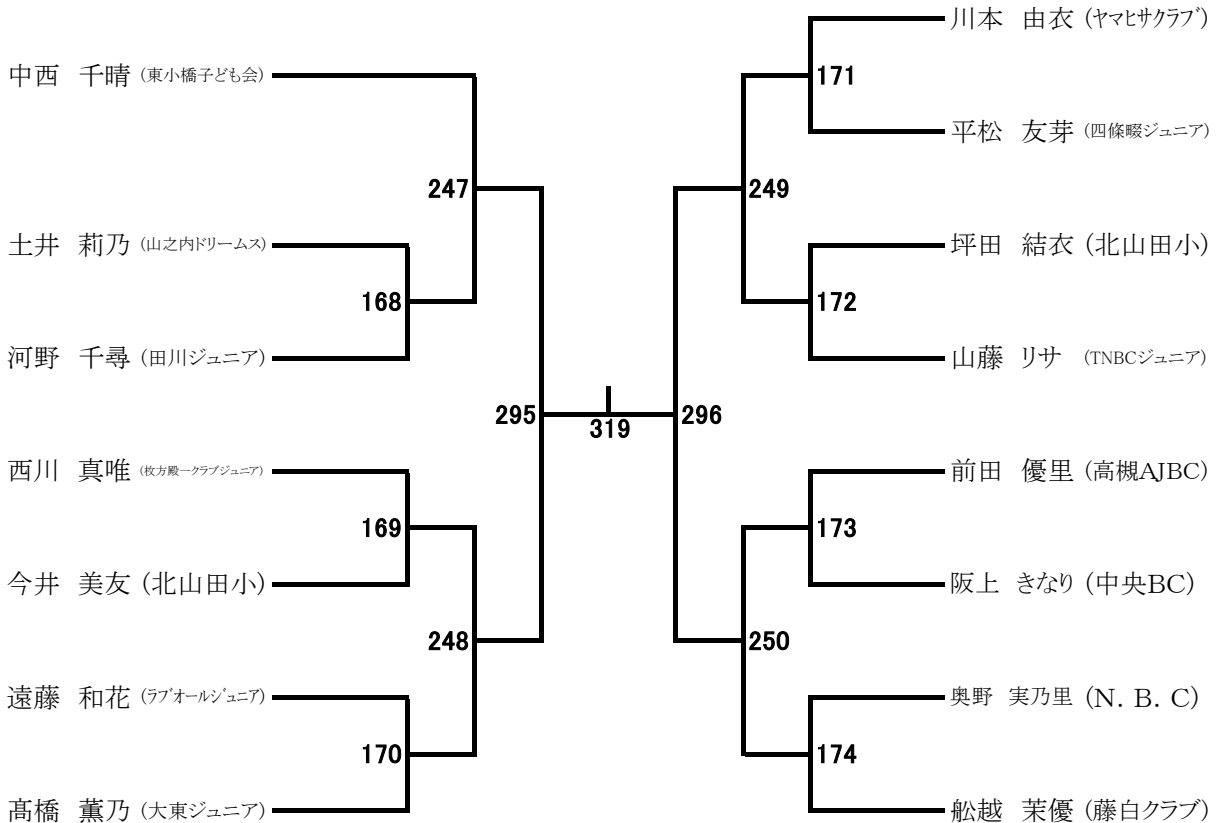 中西 千晴 (東小橋子ども会)
247
土井 莉乃 (山之内ドリームス)
168
河野 千尋 (田川ジュニア)
295
西川 真唯 (枚方殿一クラブジュニア)
169
今井 美友 (北山田小)
248
遠藤 和花 (ラブオールジュニア)
170
髙橋 薫乃 (大東ジュニア)
319
川本 由衣 (ヤマヒサクラブ)
171
平松 友芽 (四條畷ジュニア)
249
坪田 結衣 (北山田小)
172
山藤 リサ (TNBCジュニア)
296
前田 優里 (高槻AJBC)
173
阪上 きなり (中央BC)
250
奥野 実乃里 (N. B. C)
174
舩越 茉優 (藤白クラブ)